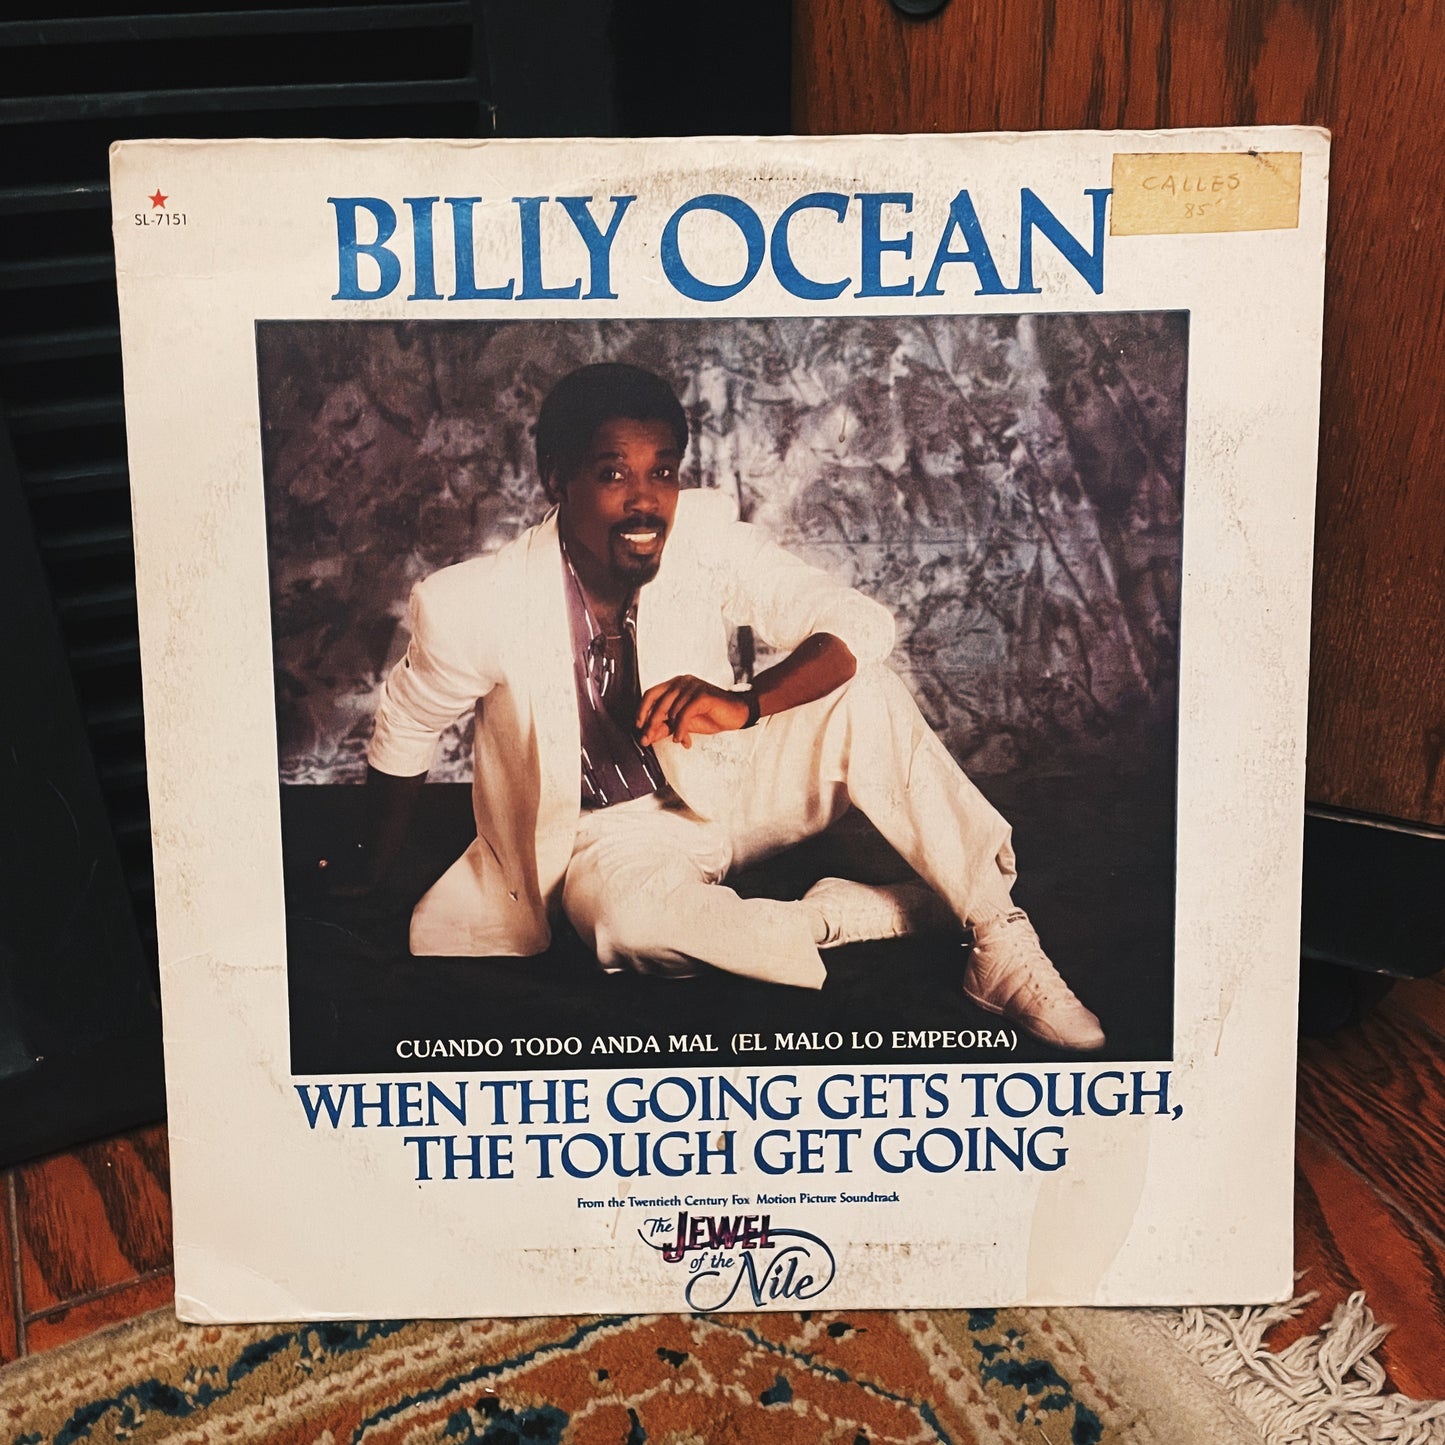 ★
SL-7151
BILLY OCEAN
CALLES
85'
CUANDO TODO ANDA MAL (EL MALO LO EMPEORA)
WHEN THE GOING GETS TOUGH,
THE TOUGH GET GOING
From the Twentieth Century Fox Motion Picture Soundtrack
The JEWEL
of the Nile